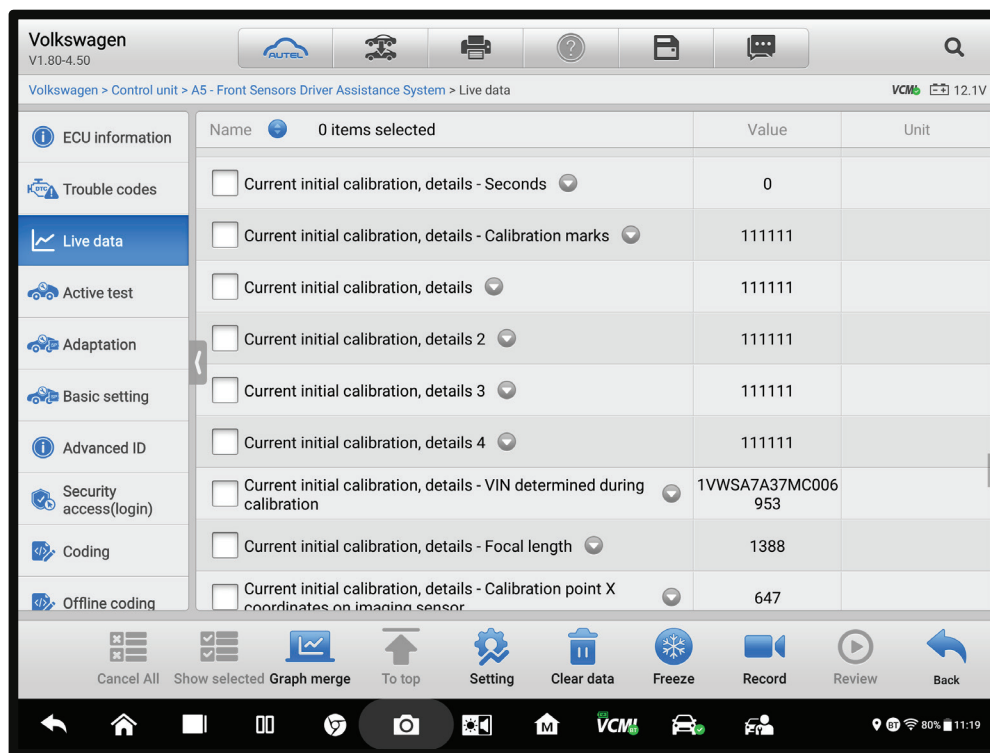 Volkswagen
V1.80-4.50
AUTEL
?
Volkswagen > Control unit > A5 - Front Sensors Driver Assistance System > Live data
VCMI 12.1V
ECU information
Trouble codes
Live data
Active test
Adaptation
Basic setting
Advanced ID
Security
access(login)
Coding
Offline coding
DTC
Name 0 items selected Value Unit
Current initial calibration, details - Seconds 0
Current initial calibration, details - Calibration marks 111111
Current initial calibration, details 111111
Current initial calibration, details 2 111111
Current initial calibration, details 3 111111
Current initial calibration, details 4 111111
Current initial calibration, details - VIN determined during
calibration
1VWSA7A37MC006
953
Current initial calibration, details - Focal length 1388
Current initial calibration, details - Calibration point X
coordinates on imaging sensor
647
Cancel All Show selected Graph merge To top Setting Clear data Freeze Record Review Back
M VCMI BT BT 80% 11:19